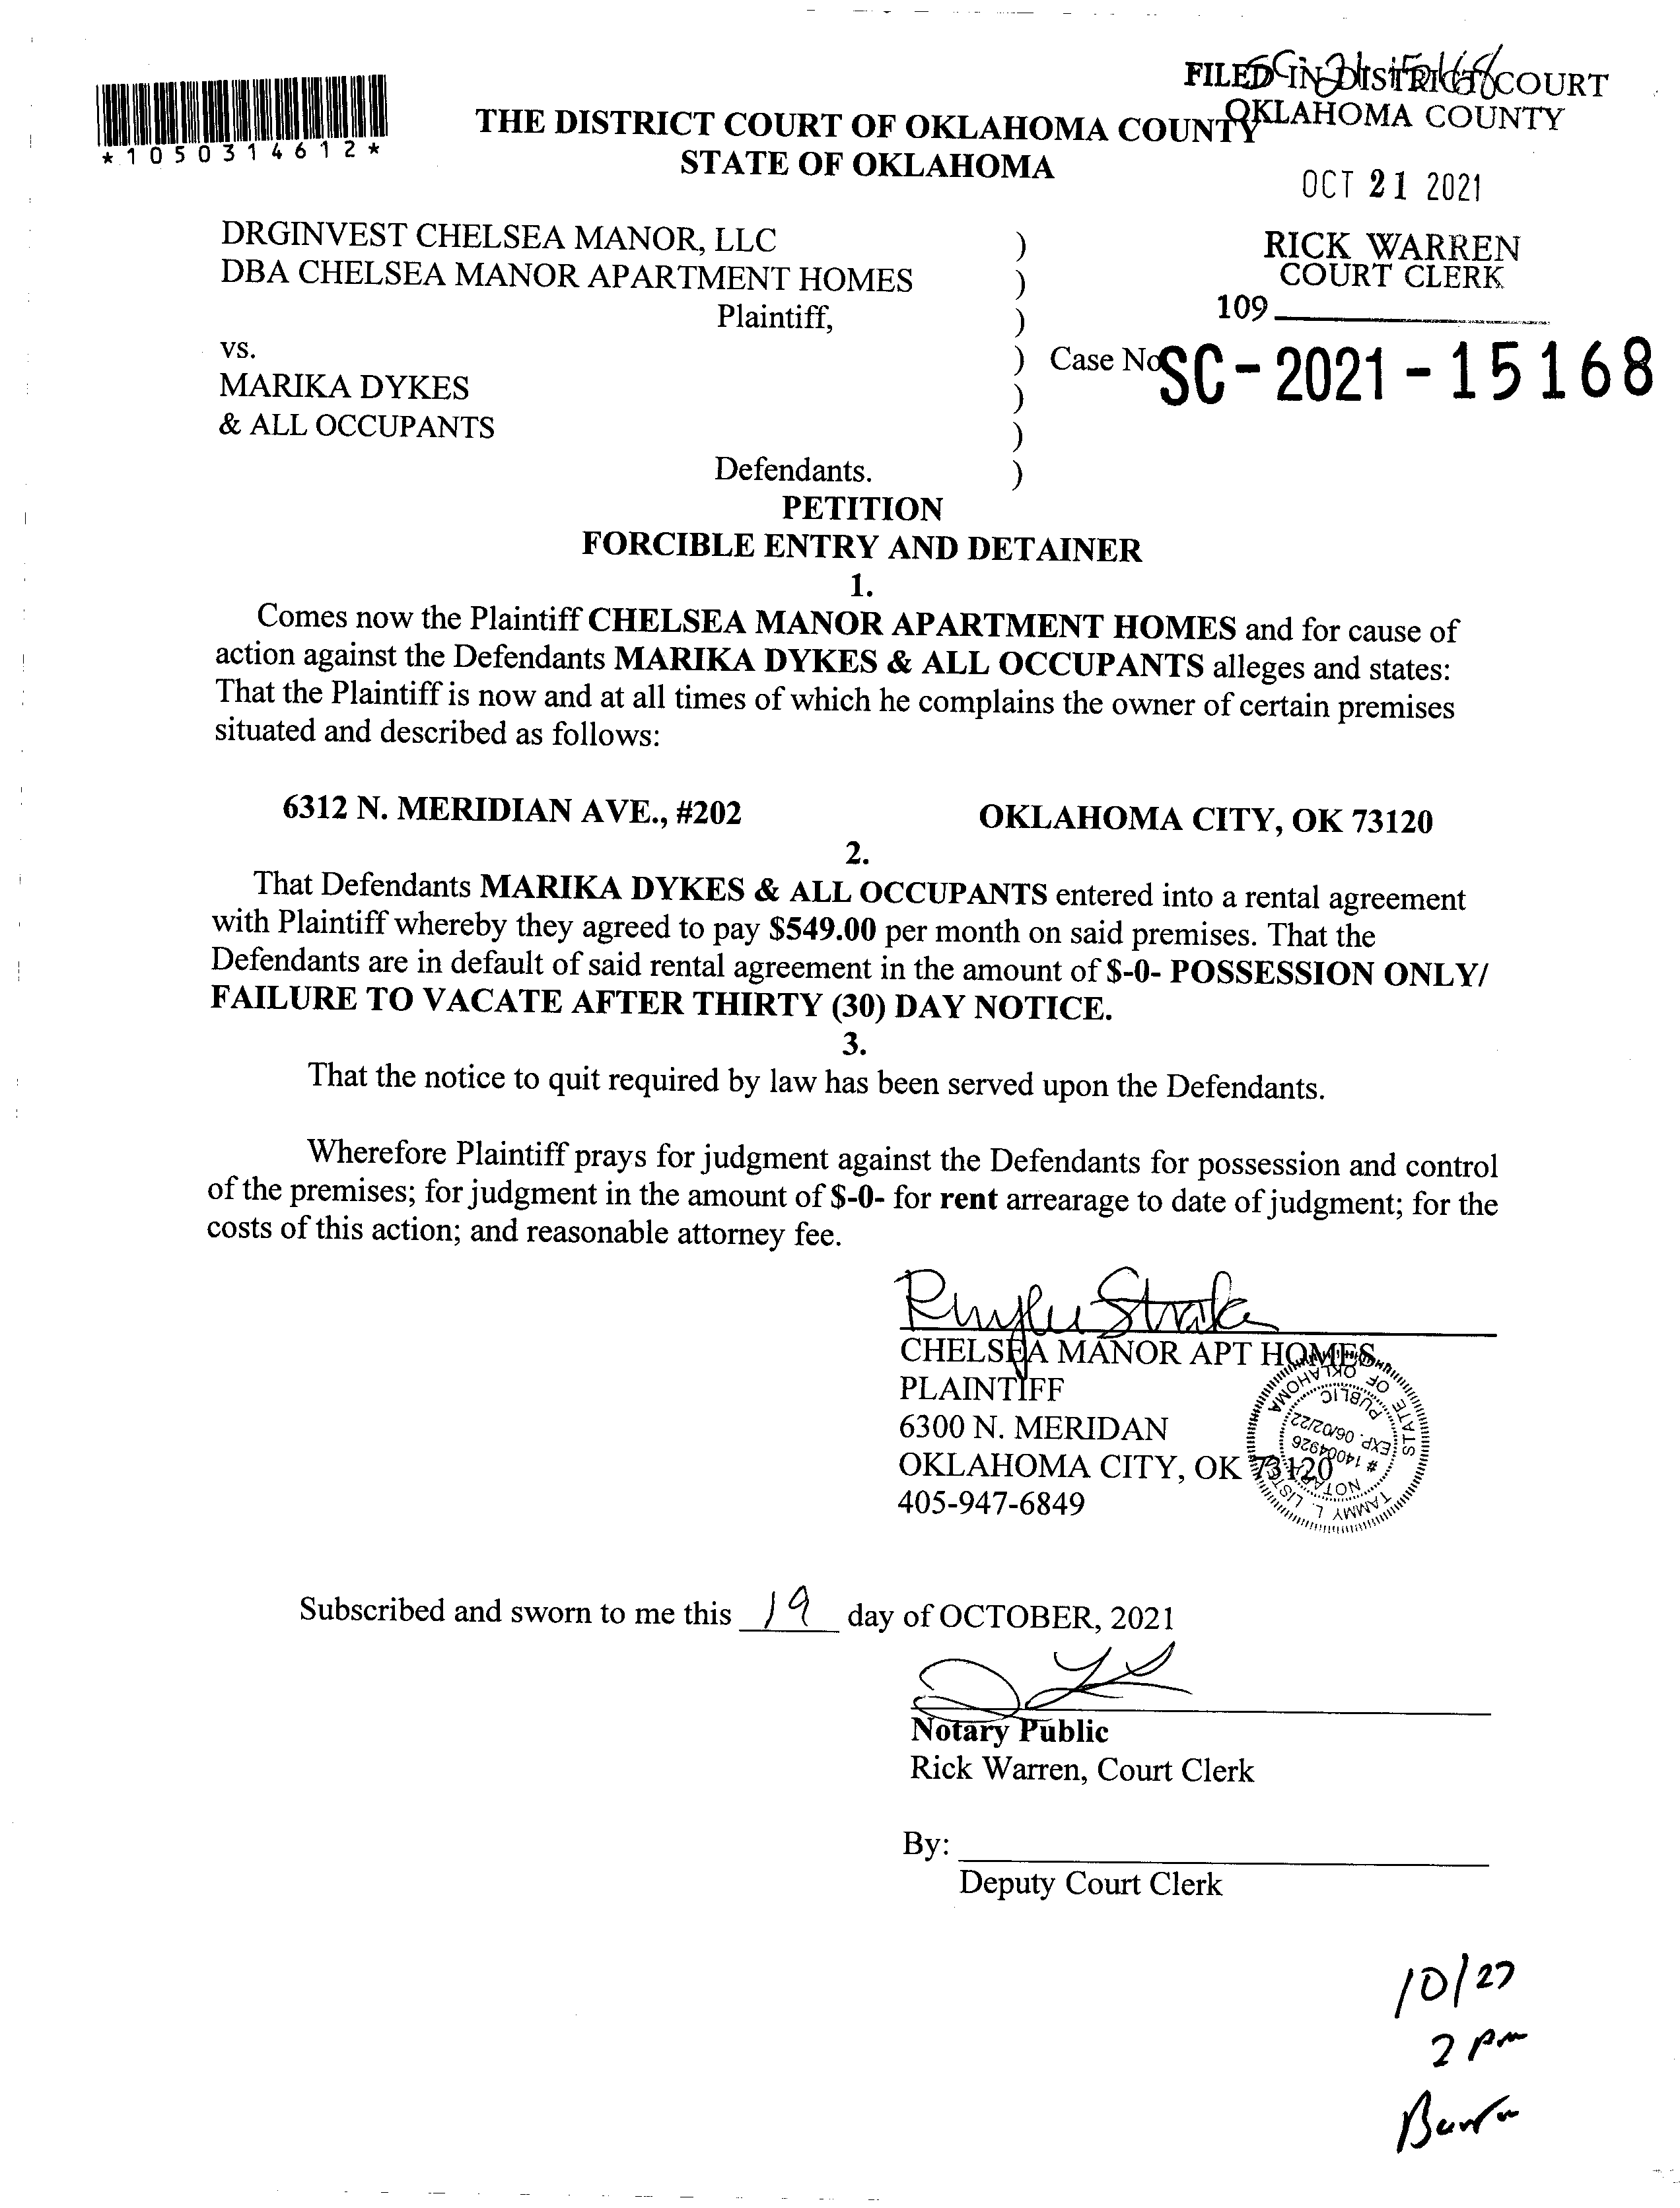 FILED IN DISTRICT COURT
OKLAHOMA COUNTY
*1050314612*
THE DISTRICT COURT OF OKLAHOMA COUNTY
STATE OF OKLAHOMA
OCT 21 2021
RICK WARREN
COURT CLERK
109
DRGINVEST CHELSEA MANOR, LLC )
DBA CHELSEA MANOR APARTMENT HOMES )
Plaintiff, )
vs. ) Case No SC-2021-15168
MARIKA DYKES )
& ALL OCCUPANTS )
Defendants. )
PETITION
FORCIBLE ENTRY AND DETAINER
1.
Comes now the Plaintiff CHELSEA MANOR APARTMENT HOMES and for cause of
action against the Defendants MARIKA DYKES & ALL OCCUPANTS alleges and states:
That the Plaintiff is now and at all times of which he complains the owner of certain premises
situated and described as follows:
6312 N. MERIDIAN AVE., #202 OKLAHOMA CITY, OK 73120
2.
That Defendants MARIKA DYKES & ALL OCCUPANTS entered into a rental agreement
with Plaintiff whereby they agreed to pay $549.00 per month on said premises. That the
Defendants are in default of said rental agreement in the amount of $-0- POSSESSION ONLY/
FAILURE TO VACATE AFTER THIRTY (30) DAY NOTICE.
3.
That the notice to quit required by law has been served upon the Defendants.
Wherefore Plaintiff prays for judgment against the Defendants for possession and control
of the premises; for judgment in the amount of $-0- for rent arrearage to date of judgment; for the
costs of this action; and reasonable attorney fee.
CHELSEA MANOR APT HOMES
PLAINTIFF
6300 N. MERIDAN
OKLAHOMA CITY, OK 73120
405-947-6849
TAMMY L. LISTE
STATE OF OKLAHOMA
NOTARY
PUBLIC
# 14004926
EXP. 06/02/22
Subscribed and sworn to me this 19 day of OCTOBER, 2021
Notary Public
Rick Warren, Court Clerk
By:
Deputy Court Clerk
10/27
2 pm